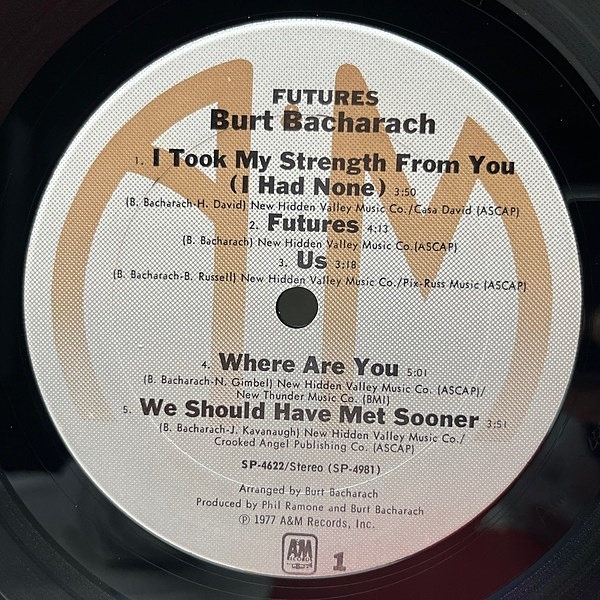 FUTURES
Burt Bacharach
1. I Took My Strength From You
(I Had None) 3:50
(B. Bacharach-H. David) New Hidden Valley Music Co./Casa David (ASCAP)
2. Futures 4:13
(B. Bacharach) New Hidden Valley Music Co.(ASCAP)
3. Us 3:18
(B. Bacharach-B. Russell) New Hidden Valley Music Co./Pix-Russ Music (ASCAP)
4. Where Are You 5:01
(B. Bacharach-N. Gimbel) New Hidden Valley Music Co. (ASCAP)/
New Thunder Music Co. (BMI)
5. We Should Have Met Sooner 3:51
(B. Bacharach-J. Kavanaugh) New Hidden Valley Music Co./
Crooked Angel Publishing Co. (ASCAP)
SP-4622/Stereo (SP-4981)
Arranged by Burt Bacharach
Produced by Phil Ramone and Burt Bacharach
℗ 1977 A&M Records, Inc.
A&M
RECORDS
1